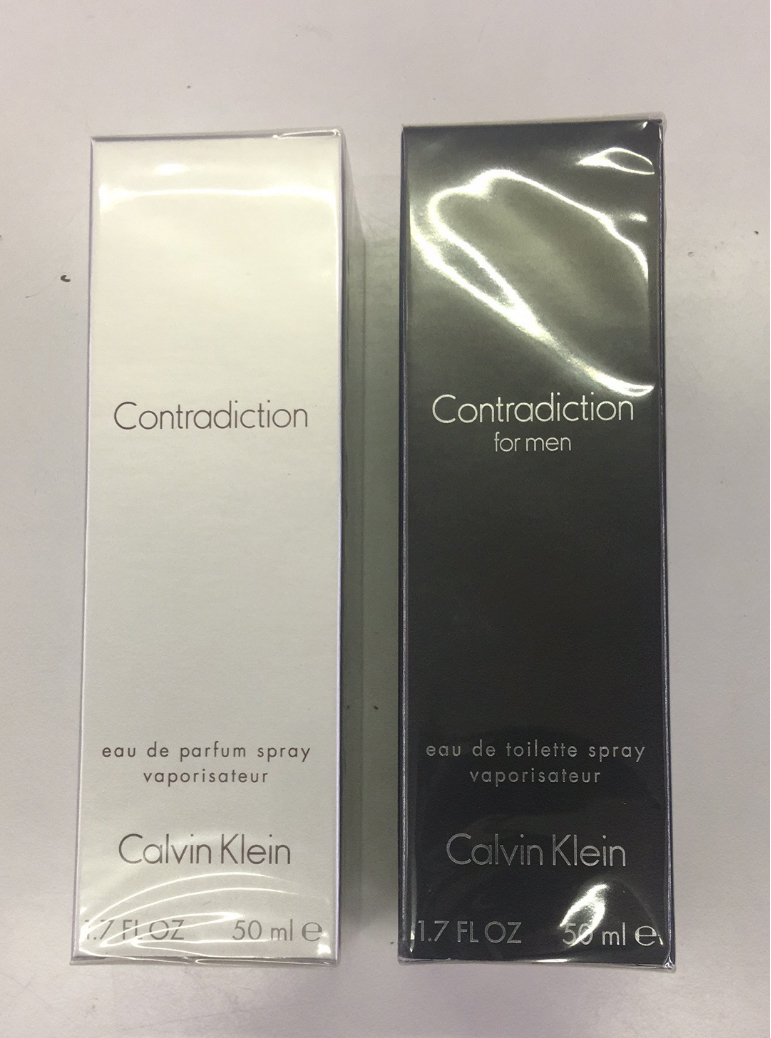 Contradiction
eau de parfum spray
vaporisateur
Calvin Klein
1.7 FL OZ 50 ml ℮
Contradiction
for men
eau de toilette spray
vaporisateur
Calvin Klein
1.7 FL OZ 50 ml ℮